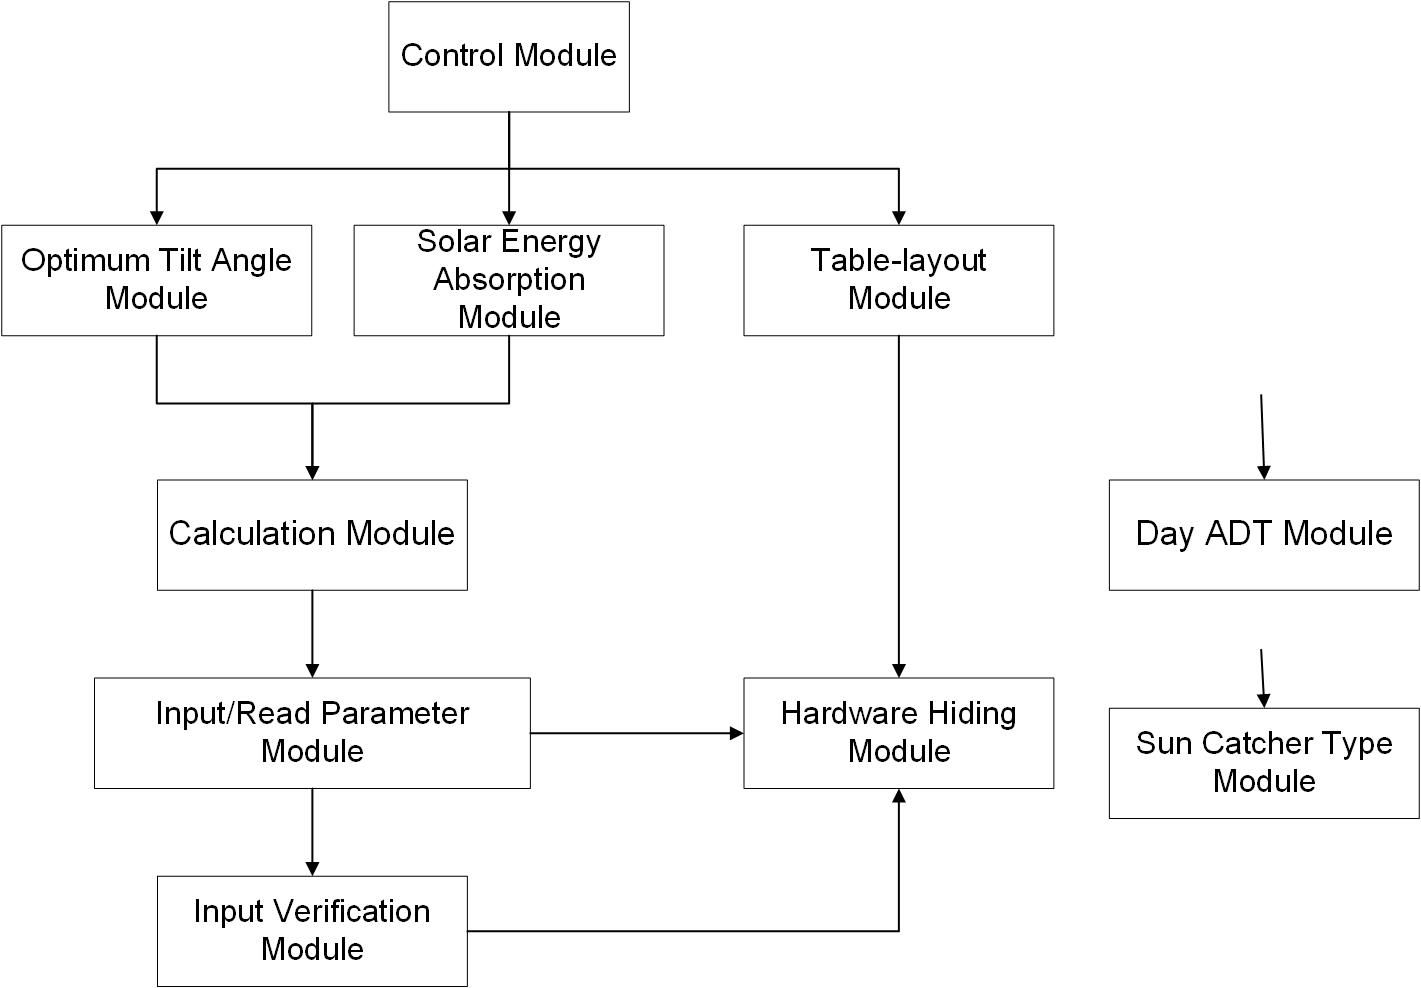 Control Module
Optimum Tilt Angle
Module
Solar Energy
Absorption
Module
Table-layout
Module
Calculation Module
Day ADT Module
Input/Read Parameter
Module
Hardware Hiding
Module
Sun Catcher Type
Module
Input Verification
Module